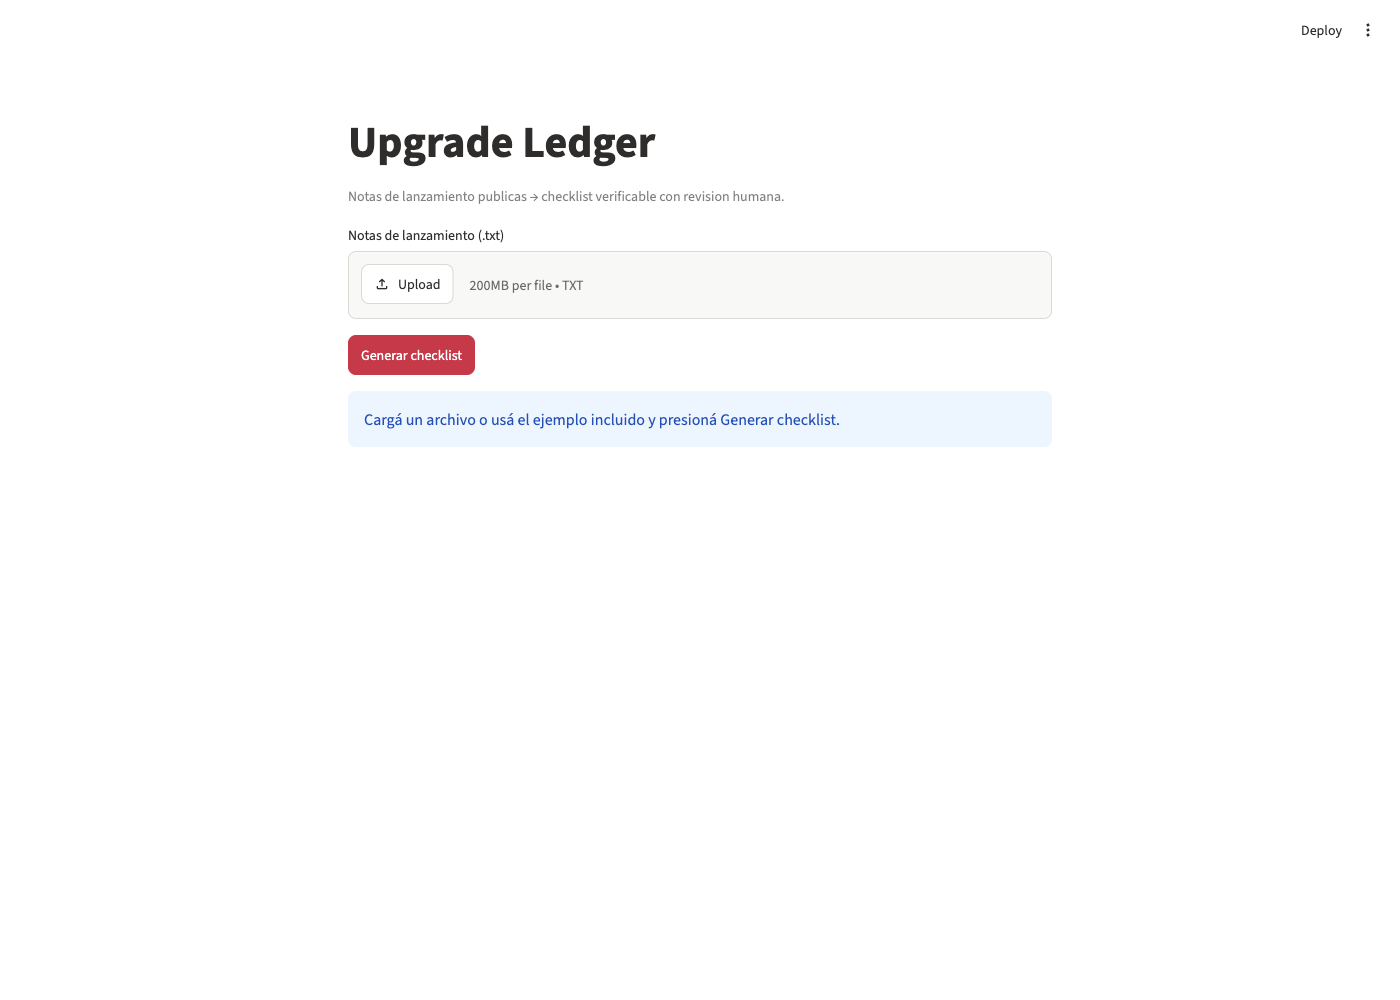 Deploy
Upgrade Ledger
Notas de lanzamiento publicas → checklist verificable con revision humana.
Notas de lanzamiento (.txt)
Upload
200MB per file • TXT
Generar checklist
Cargá un archivo o usá el ejemplo incluido y presioná Generar checklist.